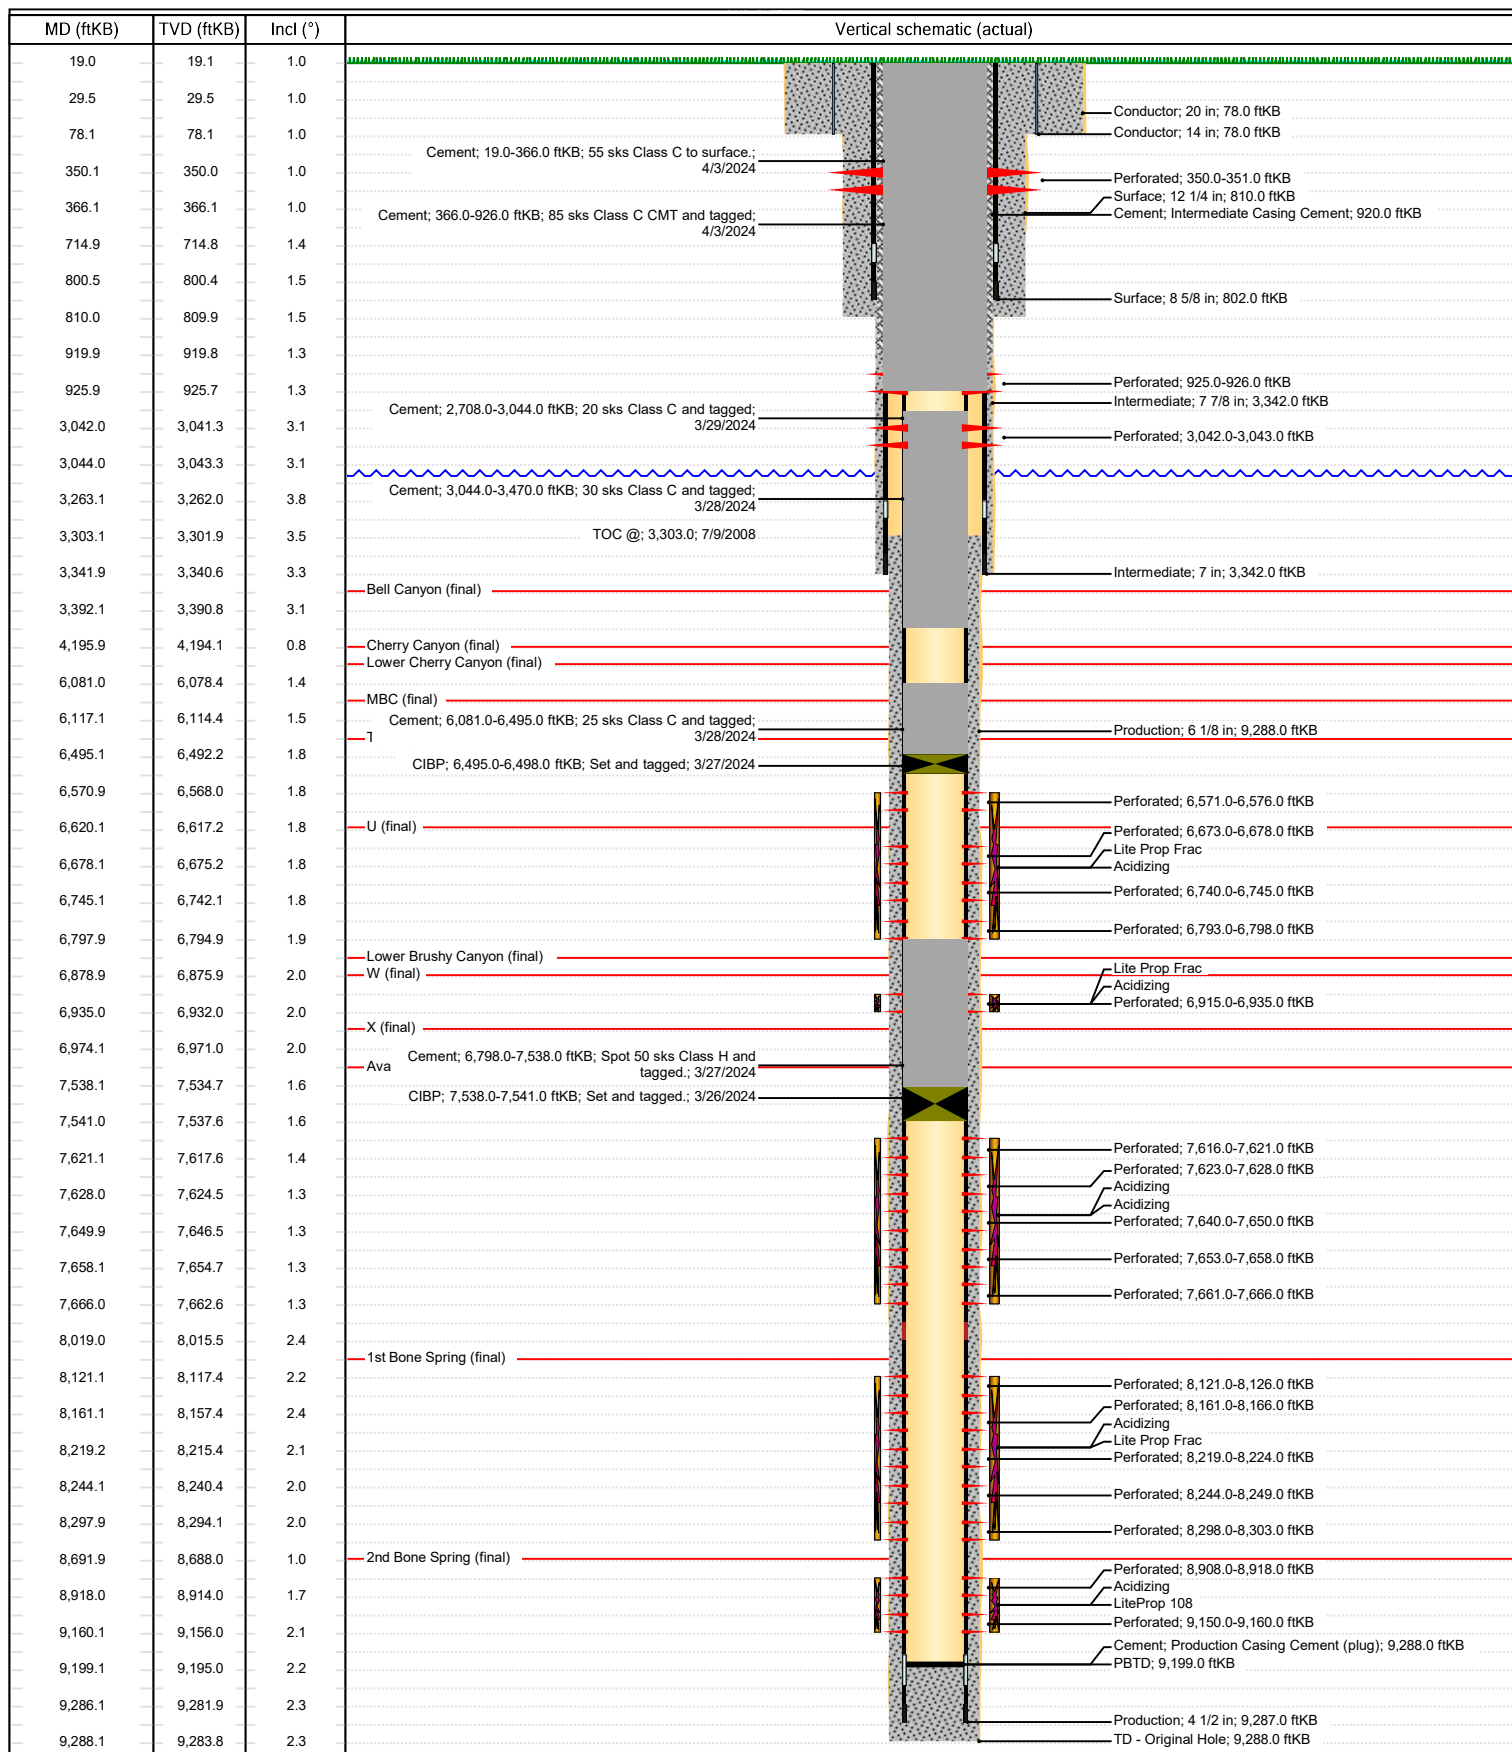 MD (ftKB) TVD (ftKB) Incl (°) Vertical schematic (actual)
19.0 19.1 1.0
29.5 29.5 1.0
78.1 78.1 1.0
350.1 350.0 1.0
366.1 366.1 1.0
714.9 714.8 1.4
800.5 800.4 1.5
810.0 809.9 1.5
919.9 919.8 1.3
925.9 925.7 1.3
3,042.0 3,041.3 3.1
3,044.0 3,043.3 3.1
3,263.1 3,262.0 3.8
3,303.1 3,301.9 3.5
3,341.9 3,340.6 3.3
3,392.1 3,390.8 3.1
4,195.9 4,194.1 0.8
6,081.0 6,078.4 1.4
6,117.1 6,114.4 1.5
6,495.1 6,492.2 1.8
6,570.9 6,568.0 1.8
6,620.1 6,617.2 1.8
6,678.1 6,675.2 1.8
6,745.1 6,742.1 1.8
6,797.9 6,794.9 1.9
6,878.9 6,875.9 2.0
6,935.0 6,932.0 2.0
6,974.1 6,971.0 2.0
7,538.1 7,534.7 1.6
7,541.0 7,537.6 1.6
7,621.1 7,617.6 1.4
7,628.0 7,624.5 1.3
7,649.9 7,646.5 1.3
7,658.1 7,654.7 1.3
7,666.0 7,662.6 1.3
8,019.0 8,015.5 2.4
8,121.1 8,117.4 2.2
8,161.1 8,157.4 2.4
8,219.2 8,215.4 2.1
8,244.1 8,240.4 2.0
8,297.9 8,294.1 2.0
8,691.9 8,688.0 1.0
8,918.0 8,914.0 1.7
9,160.1 9,156.0 2.1
9,199.1 9,195.0 2.2
9,286.1 9,281.9 2.3
9,288.1 9,283.8 2.3
Cement; 19.0-366.0 ftKB; 55 sks Class C to surface.;
4/3/2024
Cement; 366.0-926.0 ftKB; 85 sks Class C CMT and tagged;
4/3/2024
Cement; 2,708.0-3,044.0 ftKB; 20 sks Class C and tagged;
3/29/2024
Cement; 3,044.0-3,470.0 ftKB; 30 sks Class C and tagged;
3/28/2024
TOC @; 3,303.0; 7/9/2008
Bell Canyon (final)
Cherry Canyon (final)
Lower Cherry Canyon (final)
MBC (final)
Cement; 6,081.0-6,495.0 ftKB; 25 sks Class C and tagged;
3/28/2024
CIBP; 6,495.0-6,498.0 ftKB; Set and tagged; 3/27/2024
U (final)
Lower Brushy Canyon (final)
W (final)
X (final)
Ava
Cement; 6,798.0-7,538.0 ftKB; Spot 50 sks Class H and
tagged.; 3/27/2024
CIBP; 7,538.0-7,541.0 ftKB; Set and tagged.; 3/26/2024
1st Bone Spring (final)
2nd Bone Spring (final)
Conductor; 20 in; 78.0 ftKB
Conductor; 14 in; 78.0 ftKB
Perforated; 350.0-351.0 ftKB
Surface; 12 1/4 in; 810.0 ftKB
Cement; Intermediate Casing Cement; 920.0 ftKB
Surface; 8 5/8 in; 802.0 ftKB
Perforated; 925.0-926.0 ftKB
Intermediate; 7 7/8 in; 3,342.0 ftKB
Perforated; 3,042.0-3,043.0 ftKB
Intermediate; 7 in; 3,342.0 ftKB
Production; 6 1/8 in; 9,288.0 ftKB
Perforated; 6,571.0-6,576.0 ftKB
Perforated; 6,673.0-6,678.0 ftKB
Lite Prop Frac
Acidizing
Perforated; 6,740.0-6,745.0 ftKB
Perforated; 6,793.0-6,798.0 ftKB
Lite Prop Frac
Acidizing
Perforated; 6,915.0-6,935.0 ftKB
Perforated; 7,616.0-7,621.0 ftKB
Perforated; 7,623.0-7,628.0 ftKB
Acidizing
Acidizing
Perforated; 7,640.0-7,650.0 ftKB
Perforated; 7,653.0-7,658.0 ftKB
Perforated; 7,661.0-7,666.0 ftKB
Perforated; 8,121.0-8,126.0 ftKB
Perforated; 8,161.0-8,166.0 ftKB
Acidizing
Lite Prop Frac
Perforated; 8,219.0-8,224.0 ftKB
Perforated; 8,244.0-8,249.0 ftKB
Perforated; 8,298.0-8,303.0 ftKB
Perforated; 8,908.0-8,918.0 ftKB
Acidizing
LiteProp 108
Perforated; 9,150.0-9,160.0 ftKB
Cement; Production Casing Cement (plug); 9,288.0 ftKB
PBTD; 9,199.0 ftKB
Production; 4 1/2 in; 9,287.0 ftKB
TD - Original Hole; 9,288.0 ftKB